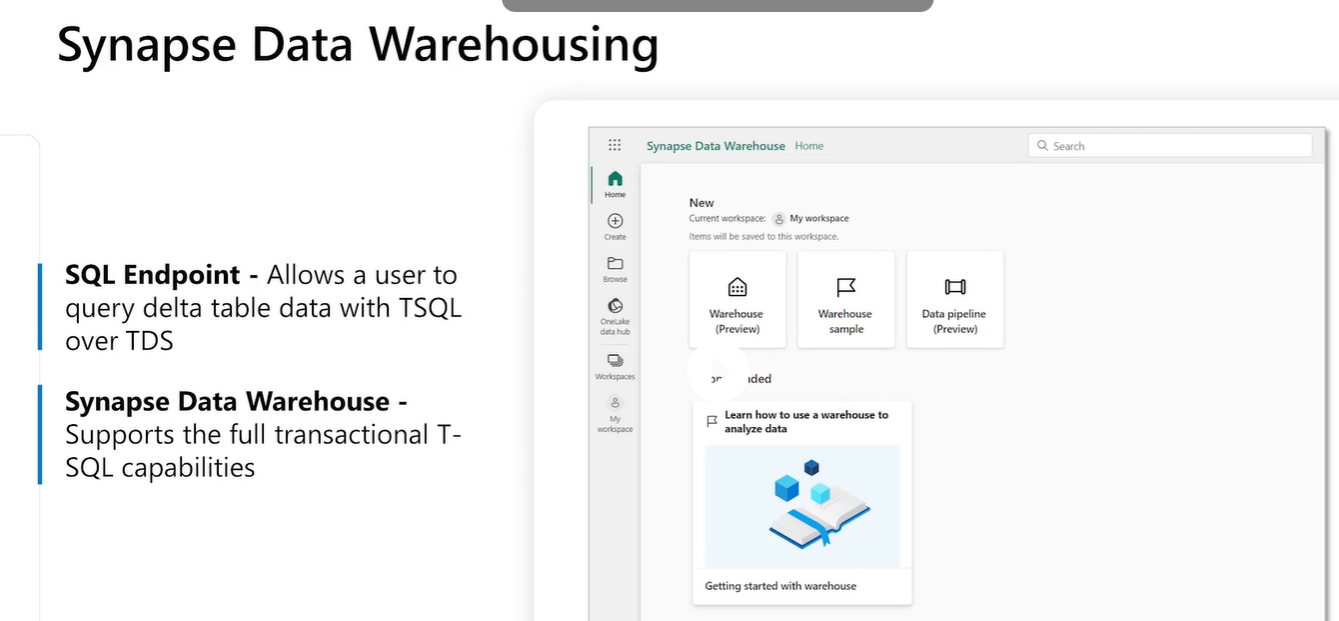 Synapse Data Warehousing
SQL Endpoint - Allows a user to
query delta table data with TSQL
over TDS
Synapse Data Warehouse -
Supports the full transactional T-
SQL capabilities
Synapse Data Warehouse Home
Search
Home
Create
Browse
OneLake
data hub
Workspaces
My
workspace
New
Current workspace: My workspace
Items will be saved to this workspace.
Warehouse
(Preview)
Warehouse
sample
Data pipeline
(Preview)
Learn how to use a warehouse to
analyze data
Getting started with warehouse